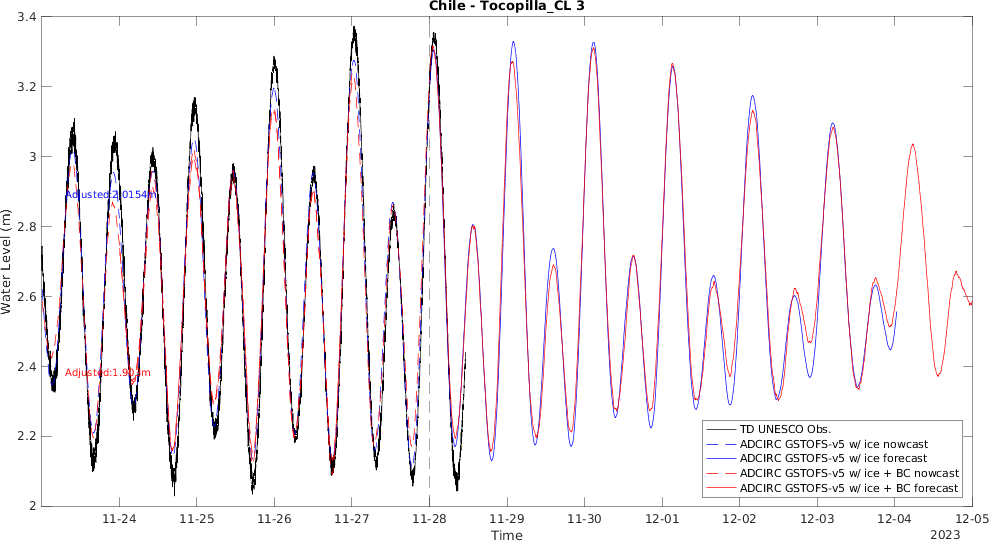 Chile - Tocopilla_CL 3
3.4
3.2
3
2.8
2.6
2.4
2.2
2
Water Level (m)
Adjusted:2.0154m
Adjusted:1.903m
TD UNESCO Obs.
ADCIRC GSTOFS-v5 w/ ice nowcast
ADCIRC GSTOFS-v5 w/ ice forecast
ADCIRC GSTOFS-v5 w/ ice + BC nowcast
ADCIRC GSTOFS-v5 w/ ice + BC forecast
11-24 11-25 11-26 11-27 11-28 11-29 11-30 12-01 12-02 12-03 12-04 12-05
Time
2023